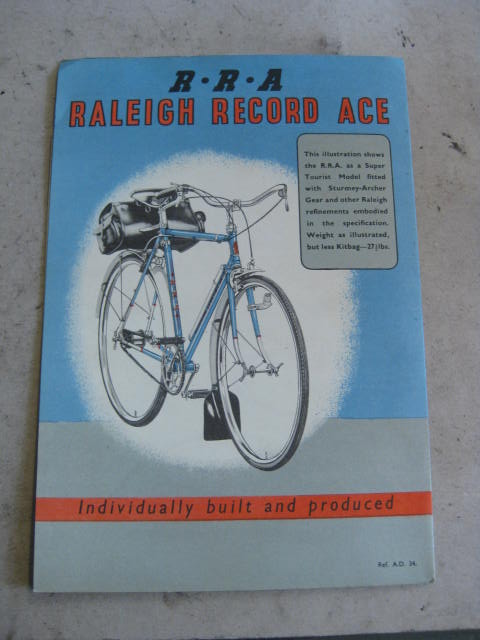 R·R·A
RALEIGH RECORD ACE
This illustration shows
the R.R.A. as a Super
Tourist Model fitted
with Sturmey-Archer
Gear and other Raleigh
refinements embodied
in the specification.
Weight as illustrated,
but less Kitbag—27½lbs.
Individually built and produced
Ref. A.D. 34.